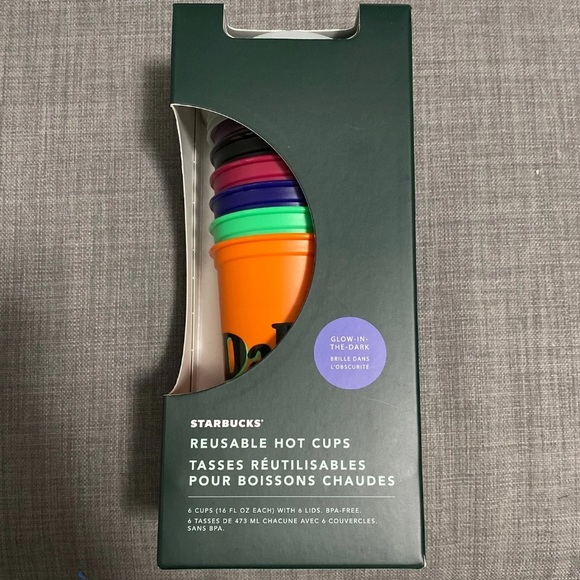 GLOW-IN-
THE-DARK
BRILLE DANS
L'OBSCURITÉ
STARBUCKS®
REUSABLE HOT CUPS
TASSES RÉUTILISABLES
POUR BOISSONS CHAUDES
6 CUPS (16 FL OZ EACH) WITH 6 LIDS. BPA-FREE.
6 TASSES DE 473 ML CHACUNE AVEC 6 COUVERCLES.
SANS BPA.